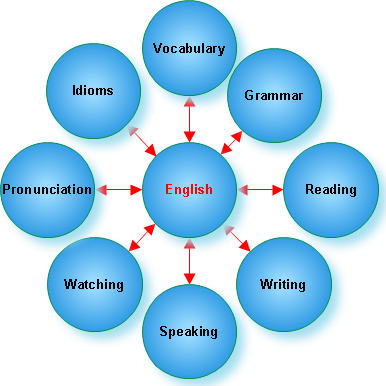 Vocabulary
Idioms
Grammar
Pronunciation
English
Reading
Watching
Writing
Speaking